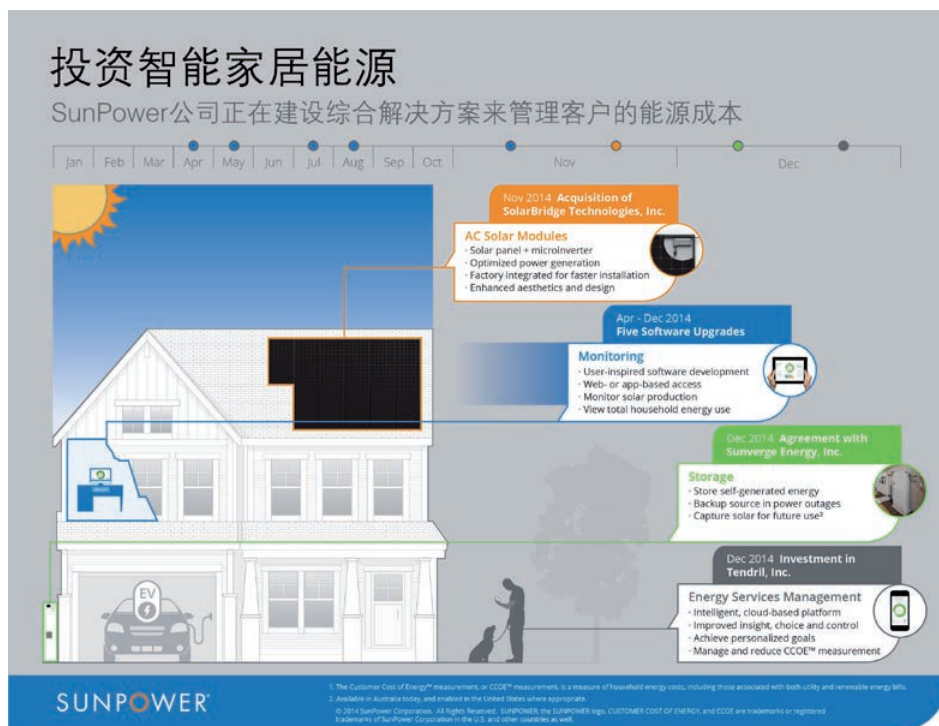 投资智能家居能源
SunPower公司正在建设综合解决方案来管理客户的能源成本
Jan Feb Mar Apr May Jun Jul Aug Sep Oct Nov Dec
Nov 2014 Acquisition of
SolarBridge Technologies, Inc.
AC Solar Modules
· Solar panel + microinverter
· Optimized power generation
· Factory integrated for faster installation
· Enhanced aesthetics and design
Apr - Dec 2014
Five Software Upgrades
Monitoring
· User-inspired software development
· Web- or app-based access
· Monitor solar production
· View total household energy use
Dec 2014 Agreement with
Sunverge Energy, Inc.
Storage
· Store self-generated energy
· Backup source in power outages
· Capture solar for future use²
Dec 2014 Investment in
Tendril, Inc.
Energy Services Management
· Intelligent, cloud-based platform
· Improved insight, choice and control
· Achieve personalized goals
· Manage and reduce CCOE™ measurement
EV
SUNPOWER®
1. The Customer Cost of Energy™ measurement, or CCOE™ measurement, is a measure of household energy costs, including those associated with both utility and renewable energy bills.
2. Available in Australia today, and enabled in the United States where appropriate.
© 2014 SunPower Corporation. All Rights Reserved. SUNPOWER, the SUNPOWER logo, CUSTOMER COST OF ENERGY, and CCOE are trademarks or registered
trademarks of SunPower Corporation in the U.S. and other countries as well.